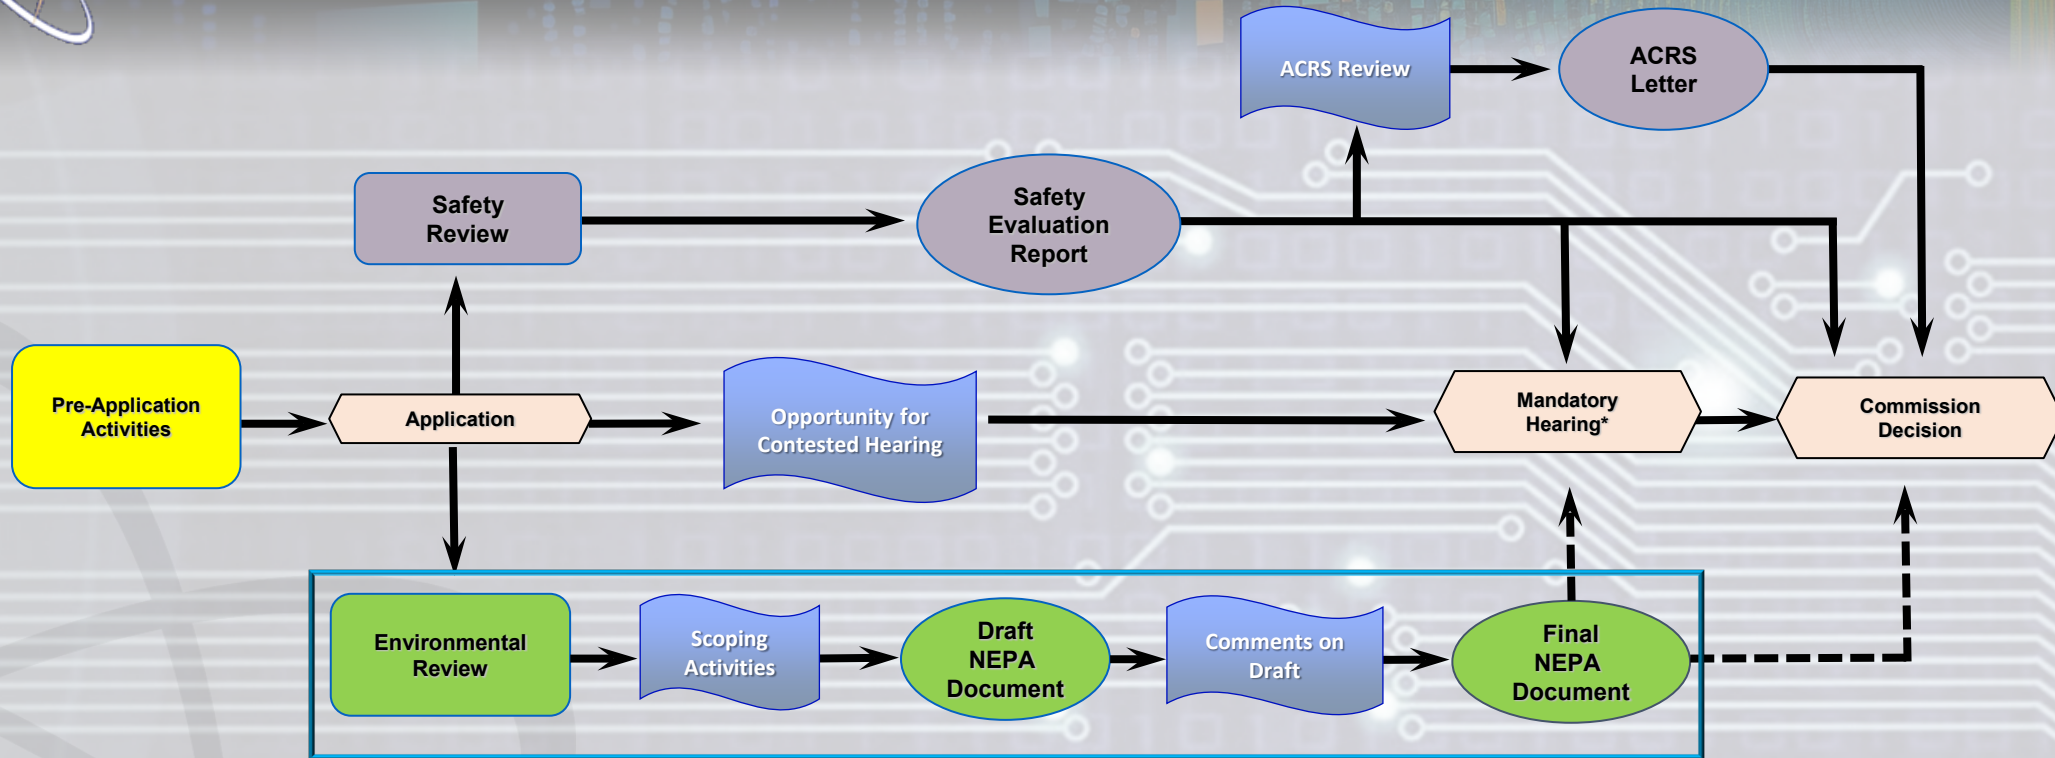 ACRS Review
ACRS
Letter
Safety
Review
Safety
Evaluation
Report
Pre-Application
Activities
Application
Opportunity for
Contested Hearing
Mandatory
Hearing*
Commission
Decision
Environmental
Review
Scoping
Activities
Draft
NEPA
Document
Comments on
Draft
Final
NEPA
Document